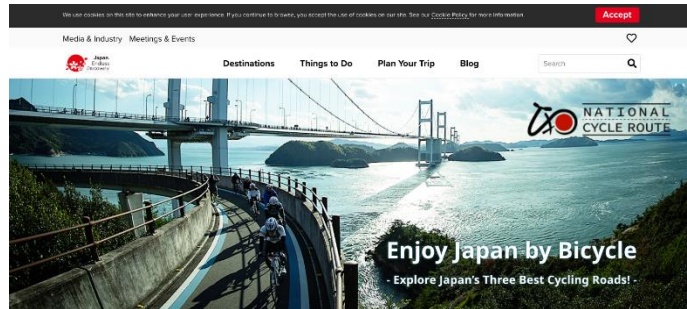 We use cookies on this site to enhance your user experience. If you continue to browse, you accept the use of cookies on our site. See our Cookie Policy for more information.
Accept
Media & Industry Meetings & Events
Japan
Endless
Discovery
Destinations Things to Do Plan Your Trip Blog Search
NATIONAL
CYCLE ROUTE
Enjoy Japan by Bicycle
- Explore Japan's Three Best Cycling Roads! -